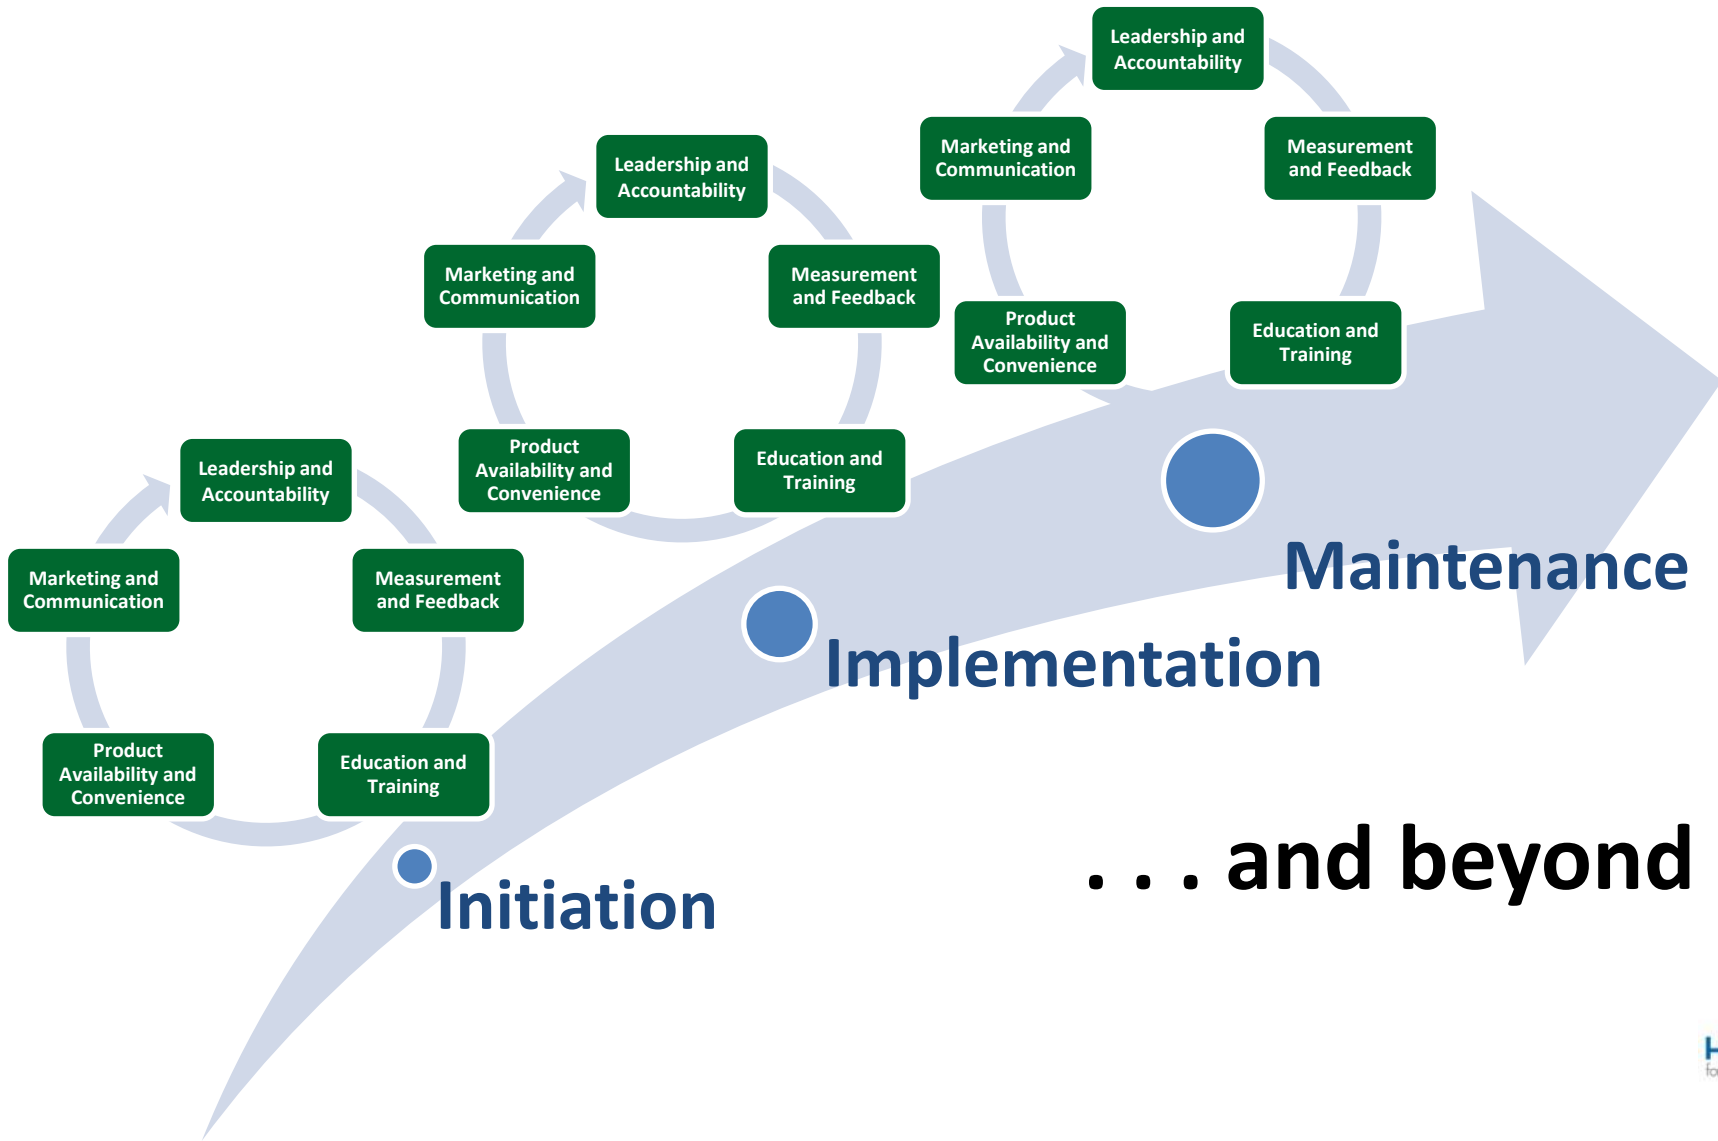 Leadership and
Accountability
Marketing and
Communication
Measurement
and Feedback
Product
Availability and
Convenience
Education and
Training
Leadership and
Accountability
Marketing and
Communication
Measurement
and Feedback
Product
Availability and
Convenience
Education and
Training
Leadership and
Accountability
Marketing and
Communication
Measurement
and Feedback
Product
Availability and
Convenience
Education and
Training
Maintenance
Implementation
Initiation
. . . and beyond